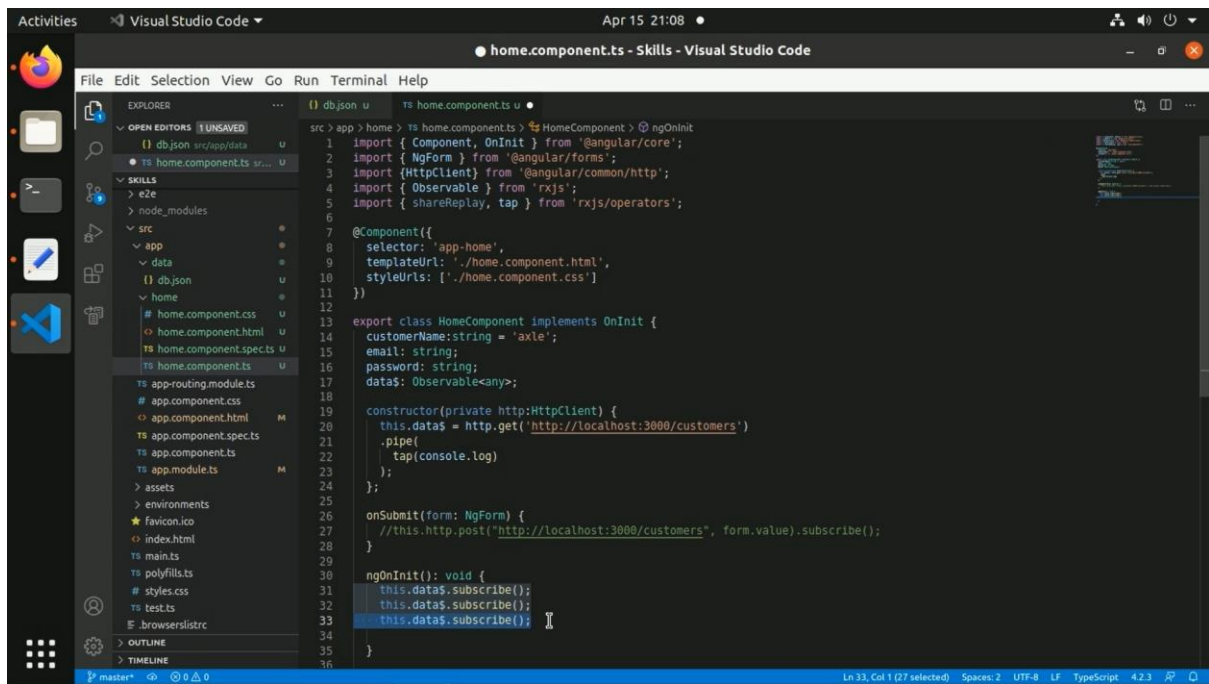 Activities
Visual Studio Code
Apr 15 21:08
home.component.ts - Skills - Visual Studio Code
File Edit Selection View Go Run Terminal Help
EXPLORER
OPEN EDITORS 1 UNSAVED
{} db.json src/app/data U
TS home.component.ts sr... U
SKILLS
e2e
node_modules
src
app
data
{} db.json U
home
# home.component.css U
<> home.component.html U
TS home.component.spec.ts U
TS home.component.ts U
TS app-routing.module.ts
# app.component.css
<> app.component.html M
TS app.component.spec.ts
TS app.component.ts
TS app.module.ts M
assets
environments
favicon.ico
<> index.html
TS main.ts
TS polyfills.ts
# styles.css
TS test.ts
.browserslistrc
OUTLINE
TIMELINE
{} db.json U
TS home.component.ts U
src > app > home > TS home.component.ts > HomeComponent > ngOnInit
1 import { Component, OnInit } from '@angular/core';
2 import { NgForm } from '@angular/forms';
3 import {HttpClient} from '@angular/common/http';
4 import { Observable } from 'rxjs';
5 import { shareReplay, tap } from 'rxjs/operators';
6
7 @Component({
8 selector: 'app-home',
9 templateUrl: './home.component.html',
10 styleUrls: ['./home.component.css']
11 })
12
13 export class HomeComponent implements OnInit {
14 customerName:string = 'axle';
15 email: string;
16 password: string;
17 data$: Observable<any>;
18
19 constructor(private http:HttpClient) {
20 this.data$ = http.get('http://localhost:3000/customers')
21 .pipe(
22 tap(console.log)
23 );
24 };
25
26 onSubmit(form: NgForm) {
27 //this.http.post("http://localhost:3000/customers", form.value).subscribe();
28 }
29
30 ngOnInit(): void {
31 this.data$.subscribe();
32 this.data$.subscribe();
33 this.data$.subscribe();
34
35 }
36
master* 0 0 Ln 33, Col 1 (27 selected) Spaces: 2 UTF-8 LF TypeScript 4.2.3